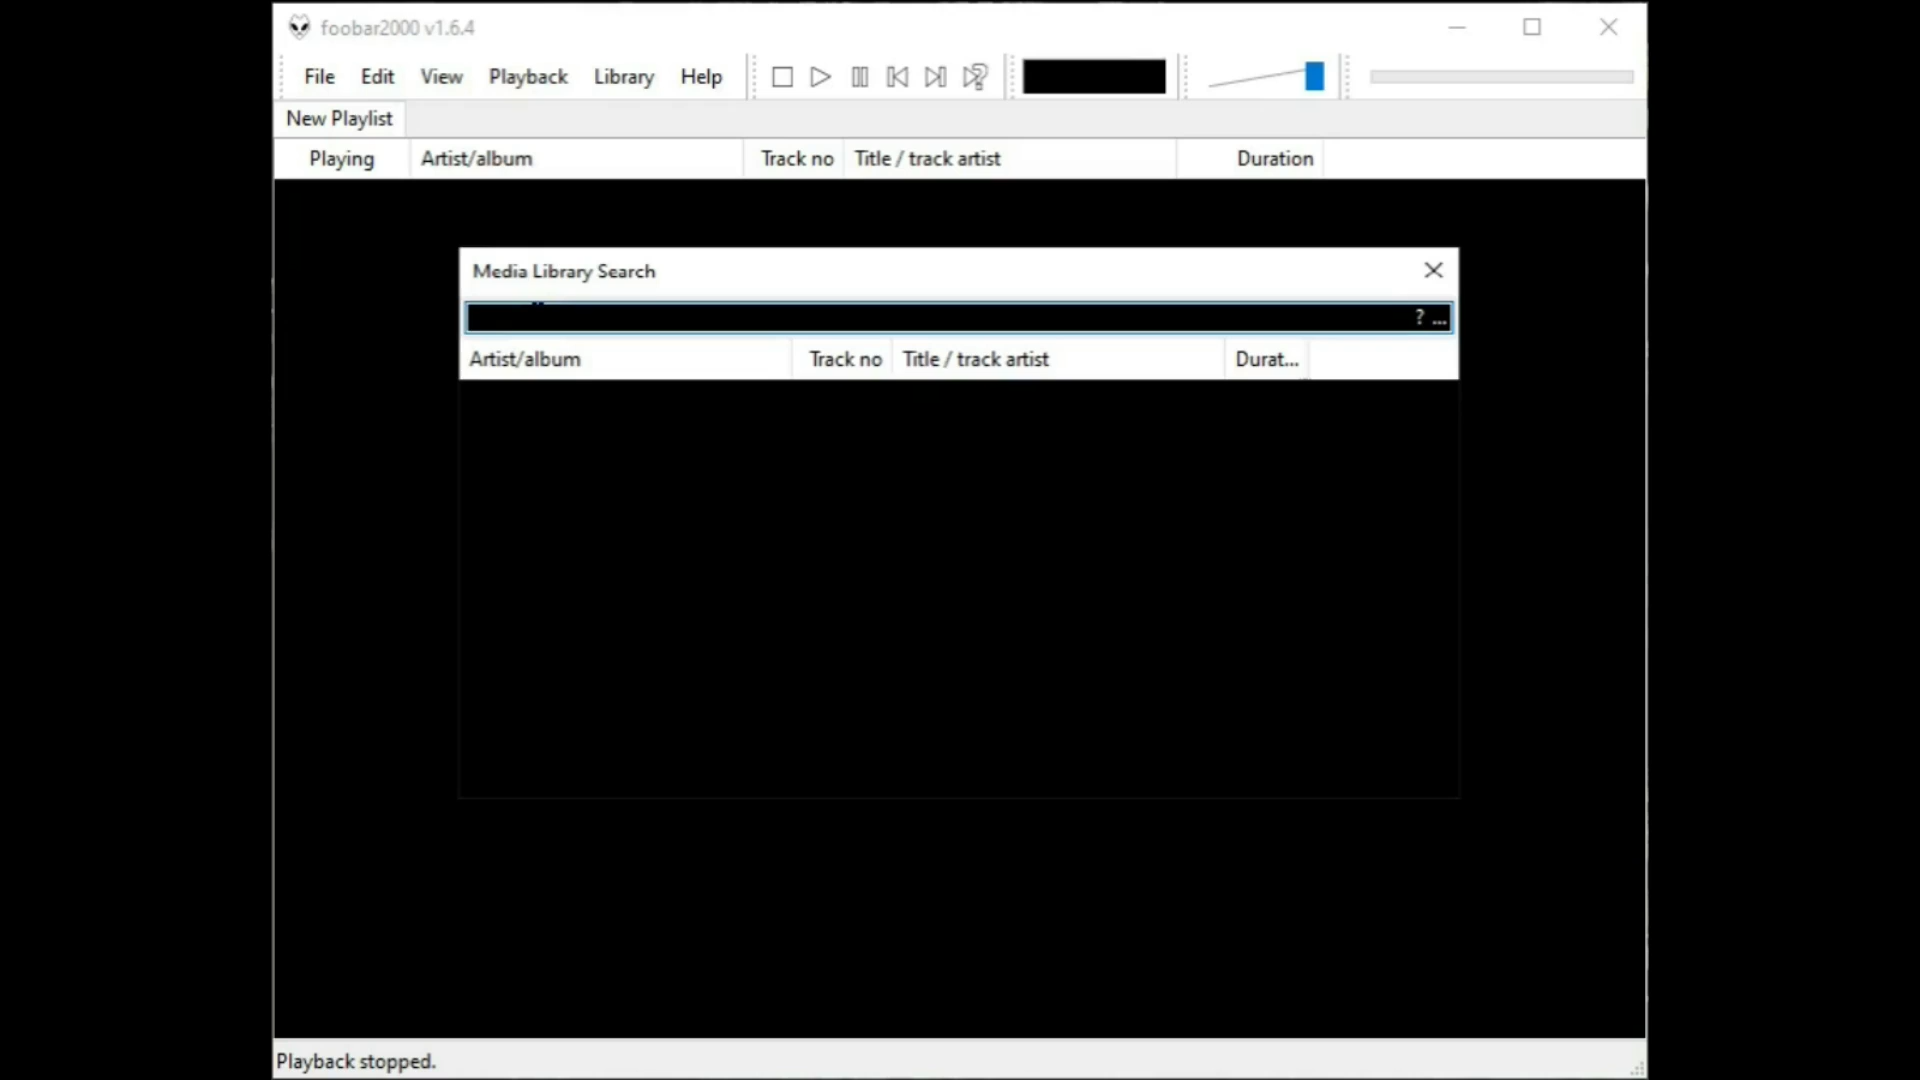 foobar2000 v1.6.4
File Edit View Playback Library Help
New Playlist
Playing Artist/album Track no Title / track artist Duration
Media Library Search
? ...
Artist/album Track no Title / track artist Durat...
Playback stopped.